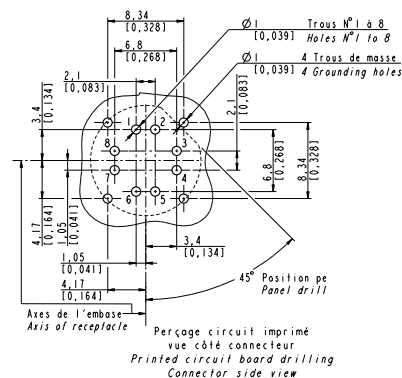 8,34
[0,328]
6,8
[0,268]
2,1
[0,083]
Ø1
[0,039]
Trous N°1 à 8
Holes N°1 to 8
Ø1
[0,039]
4 Trous de masse
4 Grounding holes
3,4
[0,134]
2,1
[0,083]
1
2
8
3
7
4
6
5
6,8
[0,268]
8,34
[0,328]
4,17
[0,164]
1,05
[0,041]
3,4
[0,134]
1,05
[0,041]
4,17
[0,164]
45° Position pe
Panel drill
Axes de l'embase
Axis of receptacle
Perçage circuit imprimé
vue côté connecteur
Printed circuit board drilling
Connector side view